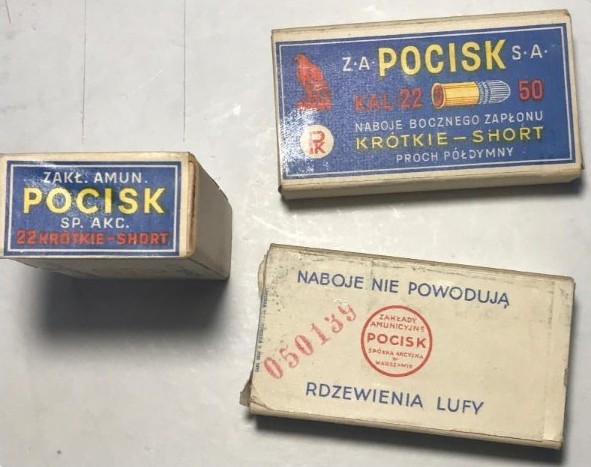 Z·A· POCISK S·A·
KAL 22 50
NABOJE BOCZNEGO ZAPŁONU
KRÓTKIE – SHORT
PROCH PÓŁDYMNY
PK
ZAKŁ. AMUN.
POCISK
SP. AKC.
22 KRÓTKIE – SHORT
NABOJE NIE POWODUJĄ
050139
ZAKŁADY
AMUNICYJNE
POCISK
SPÓŁKA AKCYJNA
W
WARSZAWIE
RDZEWIENIA LUFY